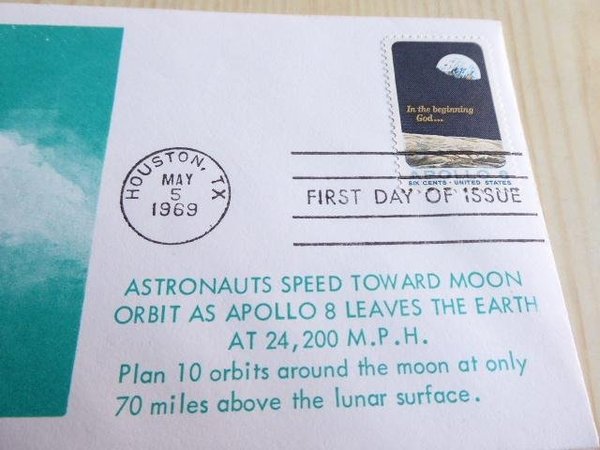 In the beginning
God...
APOLLO 8
SIX CENTS · UNITED STATES
HOUSTON, TX
MAY
5
1969
FIRST DAY OF ISSUE
ASTRONAUTS SPEED TOWARD MOON
ORBIT AS APOLLO 8 LEAVES THE EARTH
AT 24,200 M.P.H.
Plan 10 orbits around the moon at only
70 miles above the lunar surface.